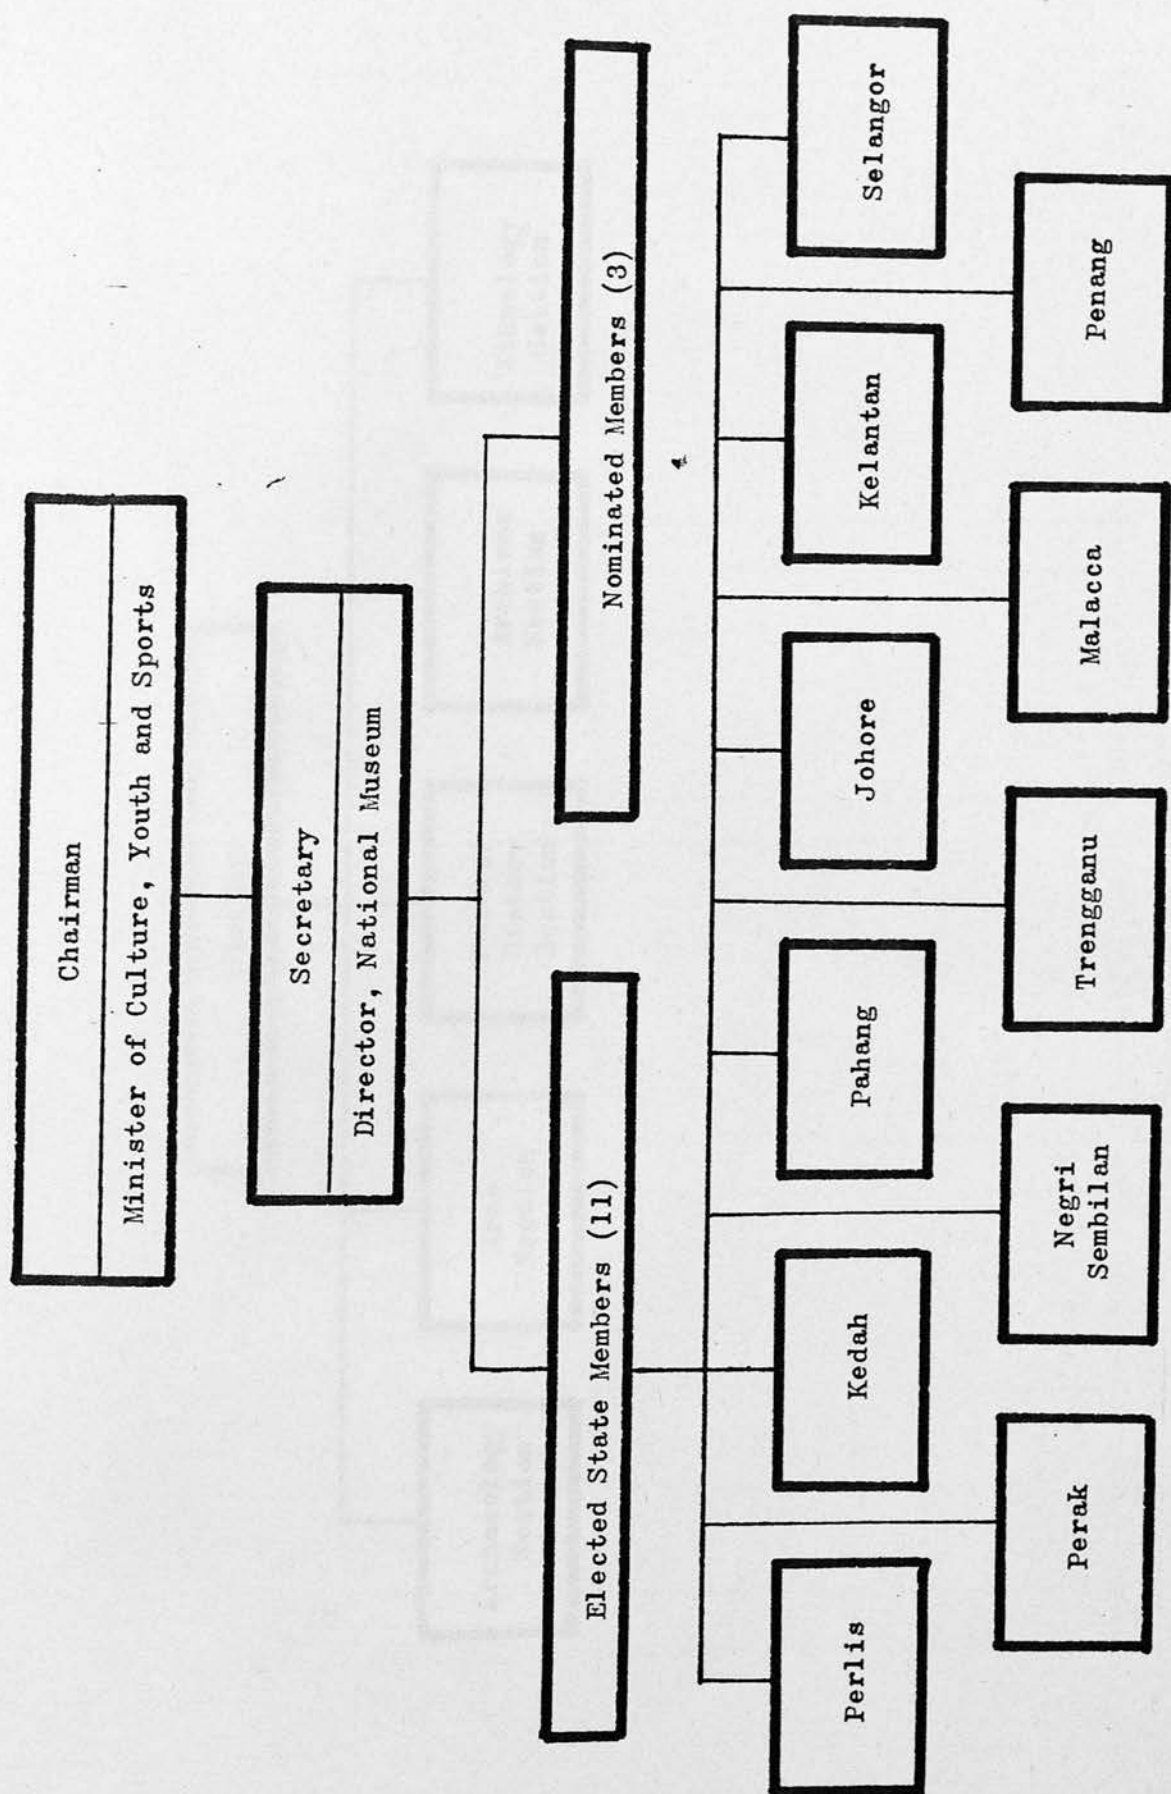 Chairman
Minister of Culture, Youth and Sports
Secretary
Director, National Museum
Elected State Members (11)
Nominated Members (3)
Perlis
Kedah
Pahang
Johore
Kelantan
Selangor
Perak
Negri
Sembilan
Trengganu
Malacca
Penang